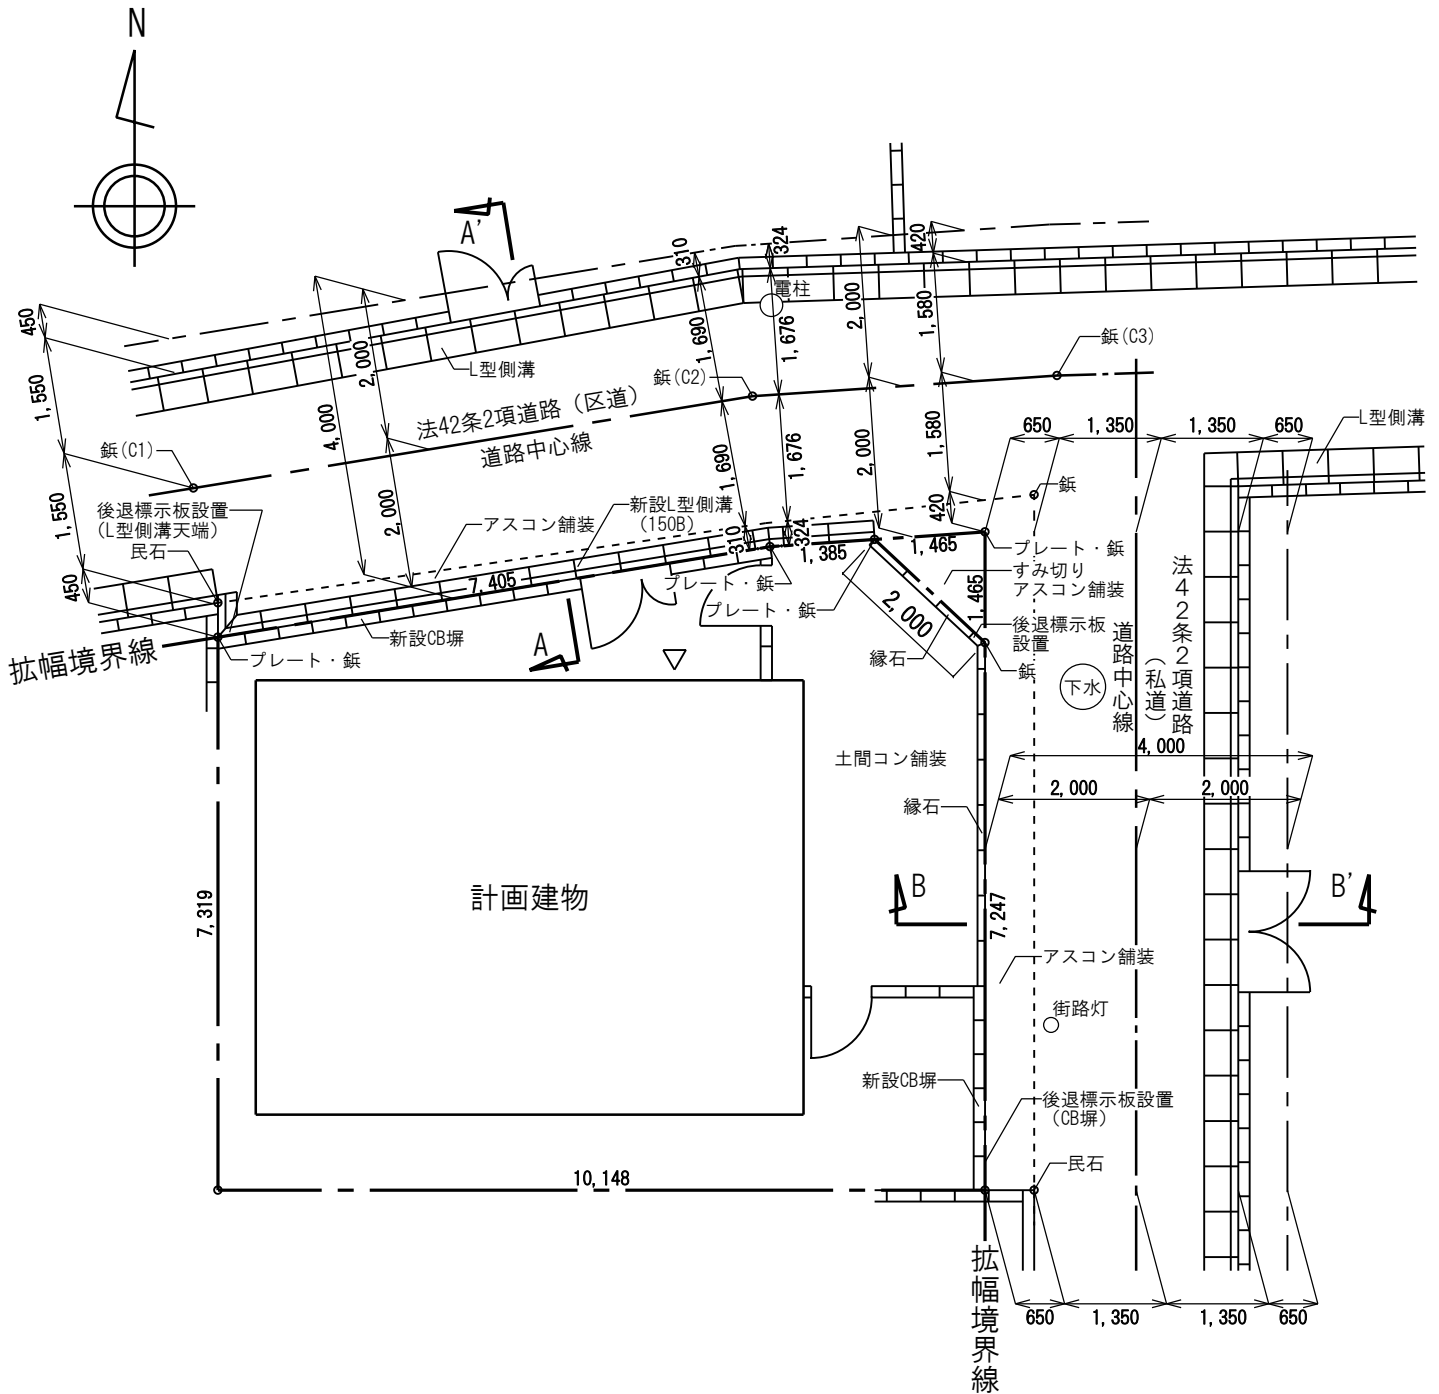 N
A'
420
324
310
450
2,000
1,580
電柱
1,690
1,676
鋲(C3)
1,550
L型側溝
2,000
鋲(C2)
4,000
法42条2項道路（区道）
道路中心線
鋲(C1)
1,690
1,676
2,000
1,580
650
1,350
1,350
650
L型側溝
1,550
後退標示板設置
(L型側溝天端)
民石
2,000
アスコン舗装
新設L型側溝
(150B)
鋲
420
310
324
1,385
1,465
プレート・鋲
450
7,405
プレート・鋲
プレート・鋲
2,000
1,465
すみ切り
アスコン舗装
後退標示板
設置
縁石
鋲
拡幅境界線
プレート・鋲
新設CB塀
A
下水
道路中心線
法42条2項道路
（私道）
4,000
2,000
2,000
土間コン舗装
縁石
計画建物
7,319
B
B'
7,247
アスコン舗装
街路灯
新設CB塀
後退標示板設置
(CB塀)
民石
10,148
拡幅境界線
650
1,350
1,350
650